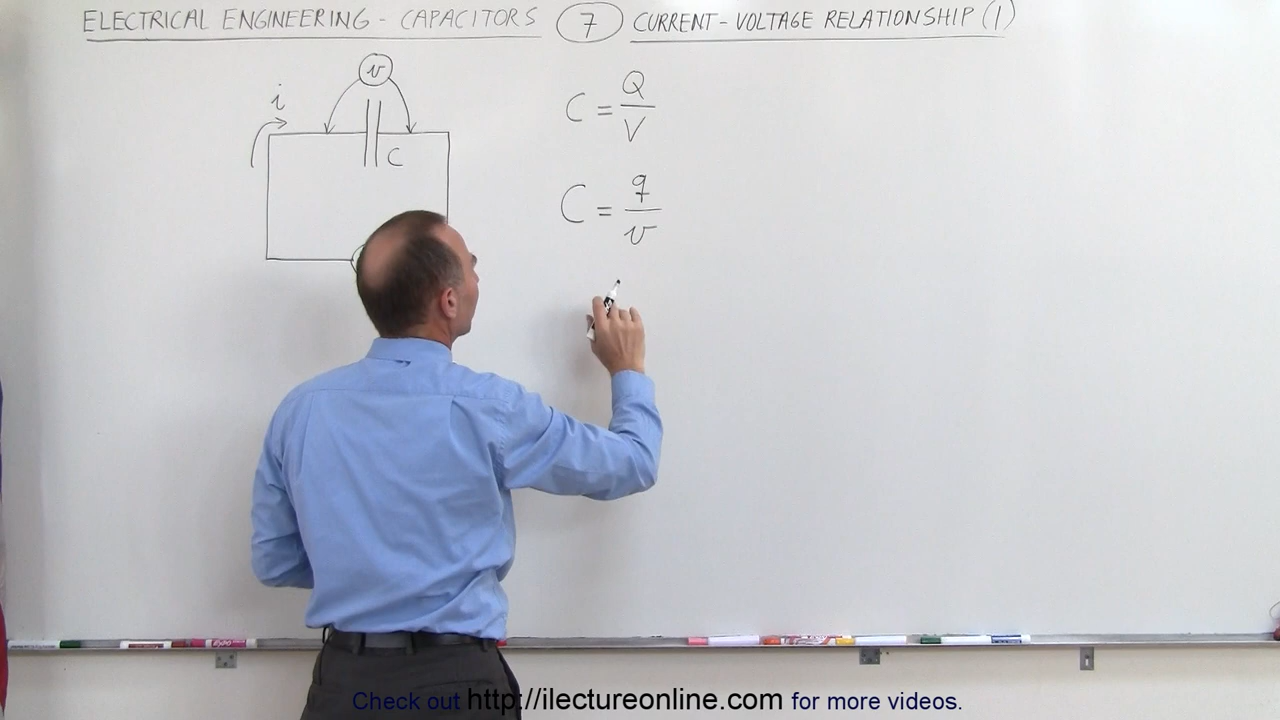 ELECTRICAL ENGINEERING - CAPACITORS 7 CURRENT - VOLTAGE RELATIONSHIP (1)
v
i
C
C = Q/V
C = q/v
Check out http://ilectureonline.com for more videos.